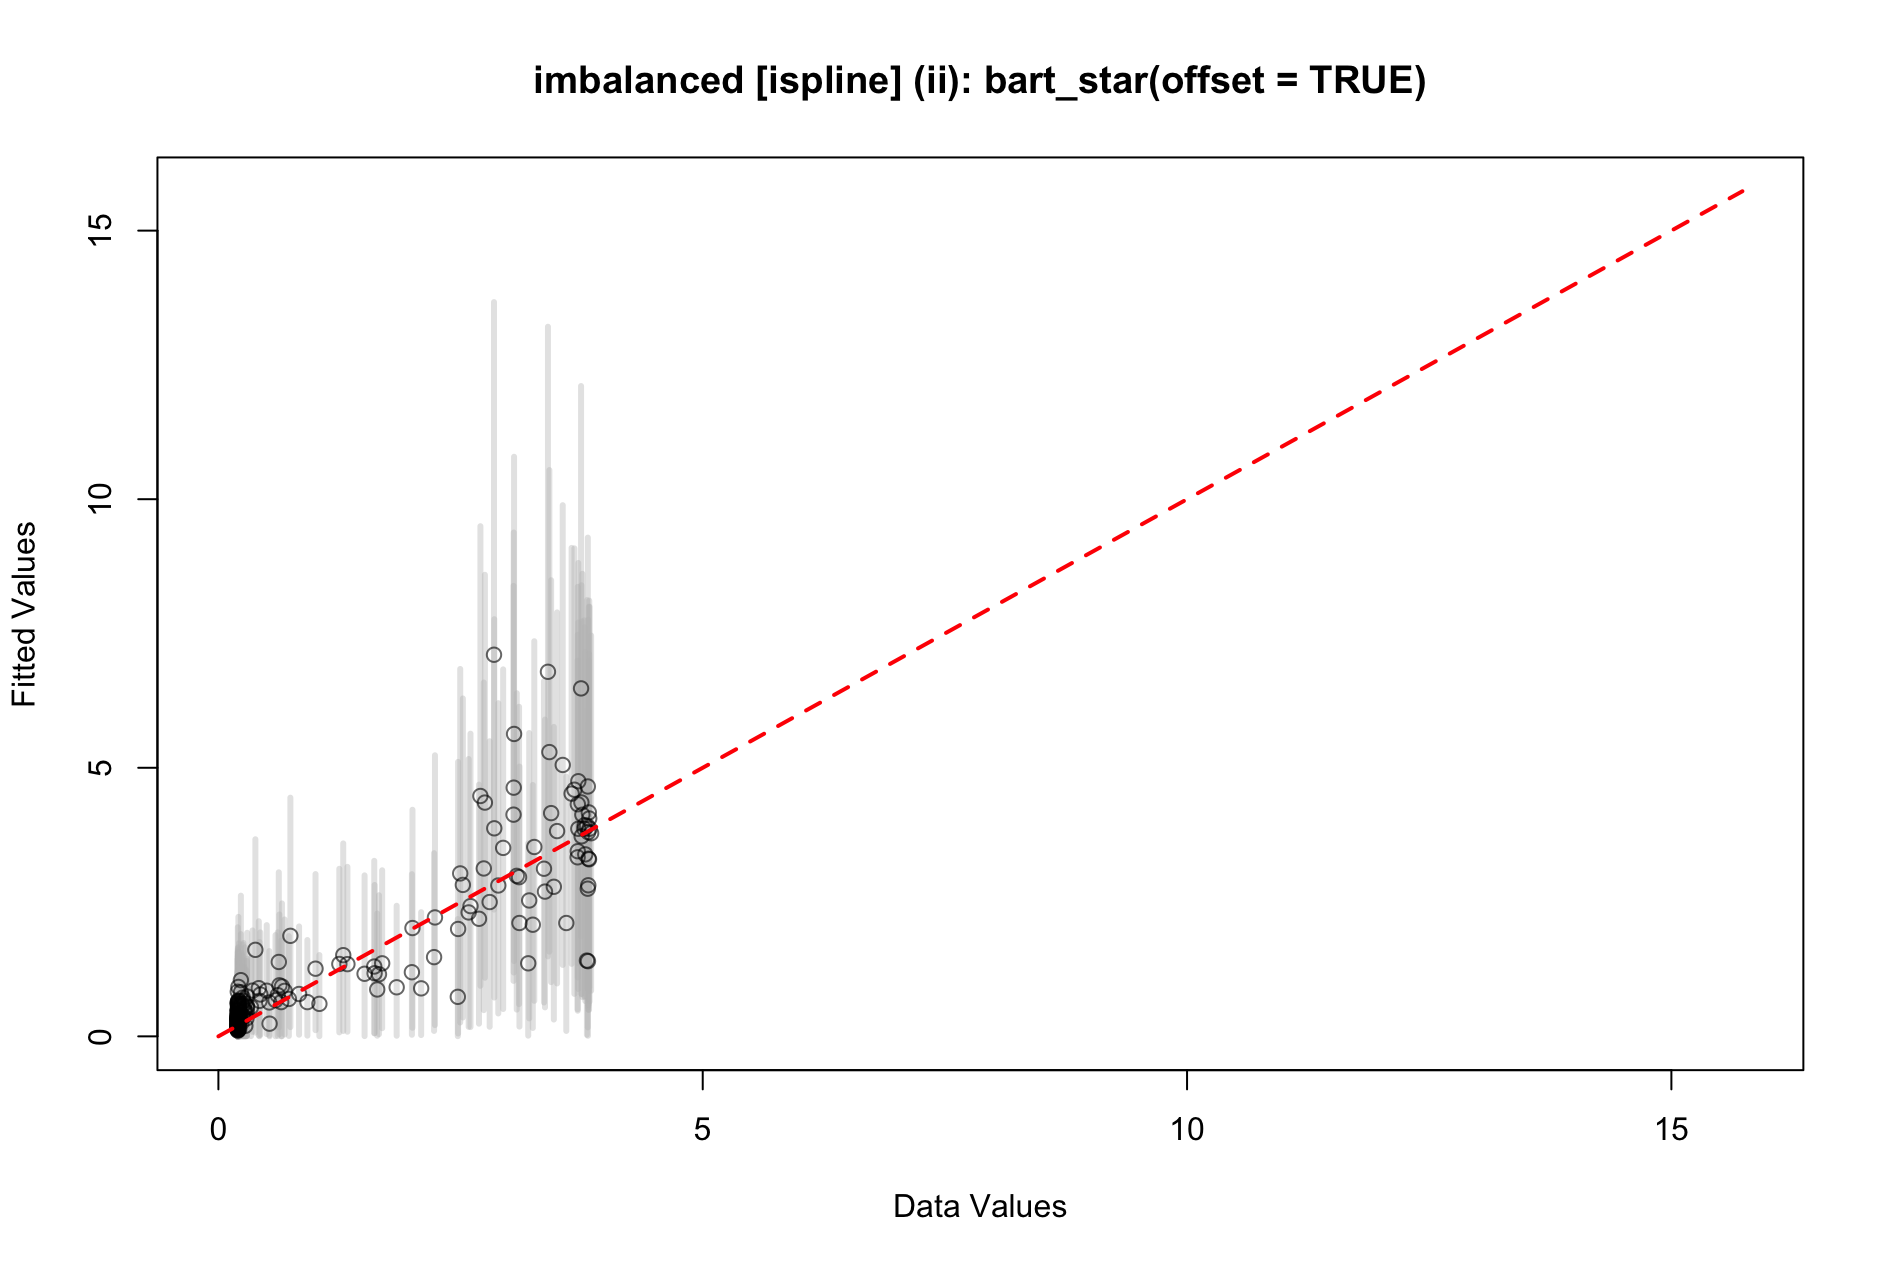 imbalanced [ispline] (ii): bart_star(offset = TRUE)
15
10
5
0
Fitted Values
0 5 10 15
Data Values